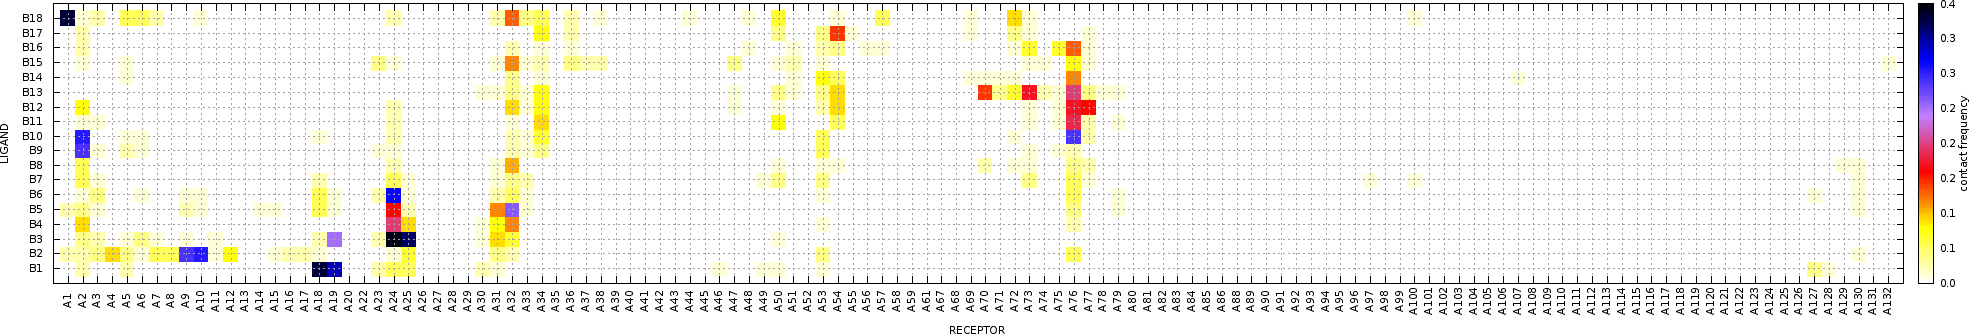 B18
B17
B16
B15
B14
B13
B12
B11
B10
B9
B8
B7
B6
B5
B4
B3
B2
B1
LIGAND
A1 A2 A3 A4 A5 A6 A7 A8 A9 A10 A11 A12 A13 A14 A15 A16 A17 A18 A19 A20 A22 A23 A24 A25 A26 A27 A28 A29 A30 A31 A32 A33 A34 A35 A36 A37 A38 A39 A40 A41 A42 A43 A44 A45 A46 A47 A48 A49 A50 A51 A52 A53 A54 A55 A56 A57 A58 A59 A61 A67 A68 A69 A70 A71 A72 A73 A74 A75 A76 A77 A78 A79 A80 A81 A82 A83 A84 A85 A86 A87 A88 A89 A90 A91 A92 A93 A94 A95 A96 A97 A98 A99 A100 A101 A102 A103 A104 A105 A106 A107 A108 A109 A110 A111 A112 A113 A114 A115 A116 A117 A118 A119 A120 A121 A122 A123 A124 A125 A126 A127 A128 A129 A130 A131 A132
RECEPTOR
0.4
0.3
0.3
0.2
0.2
0.1
0.1
0.0
contact frequency